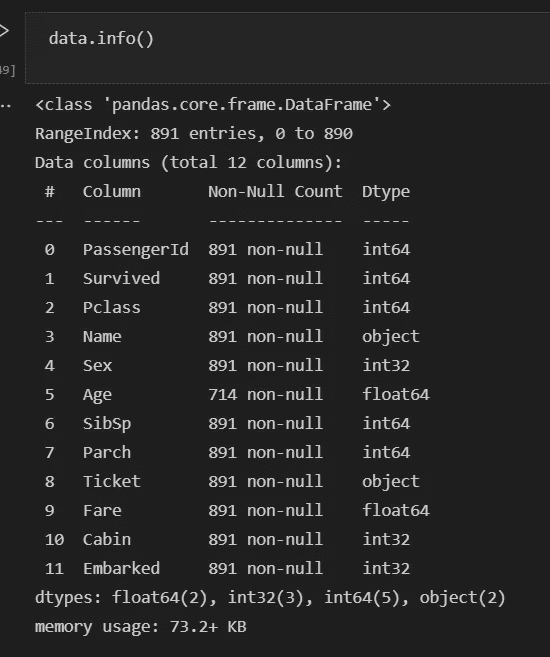 data.info()
49]
..
<class 'pandas.core.frame.DataFrame'>
RangeIndex: 891 entries, 0 to 890
Data columns (total 12 columns):
 #   Column       Non-Null Count  Dtype
---  ------       --------------  -----
 0   PassengerId  891 non-null    int64
 1   Survived     891 non-null    int64
 2   Pclass       891 non-null    int64
 3   Name         891 non-null    object
 4   Sex          891 non-null    int32
 5   Age          714 non-null    float64
 6   SibSp        891 non-null    int64
 7   Parch        891 non-null    int64
 8   Ticket       891 non-null    object
 9   Fare         891 non-null    float64
 10  Cabin        891 non-null    int32
 11  Embarked     891 non-null    int32
dtypes: float64(2), int32(3), int64(5), object(2)
memory usage: 73.2+ KB